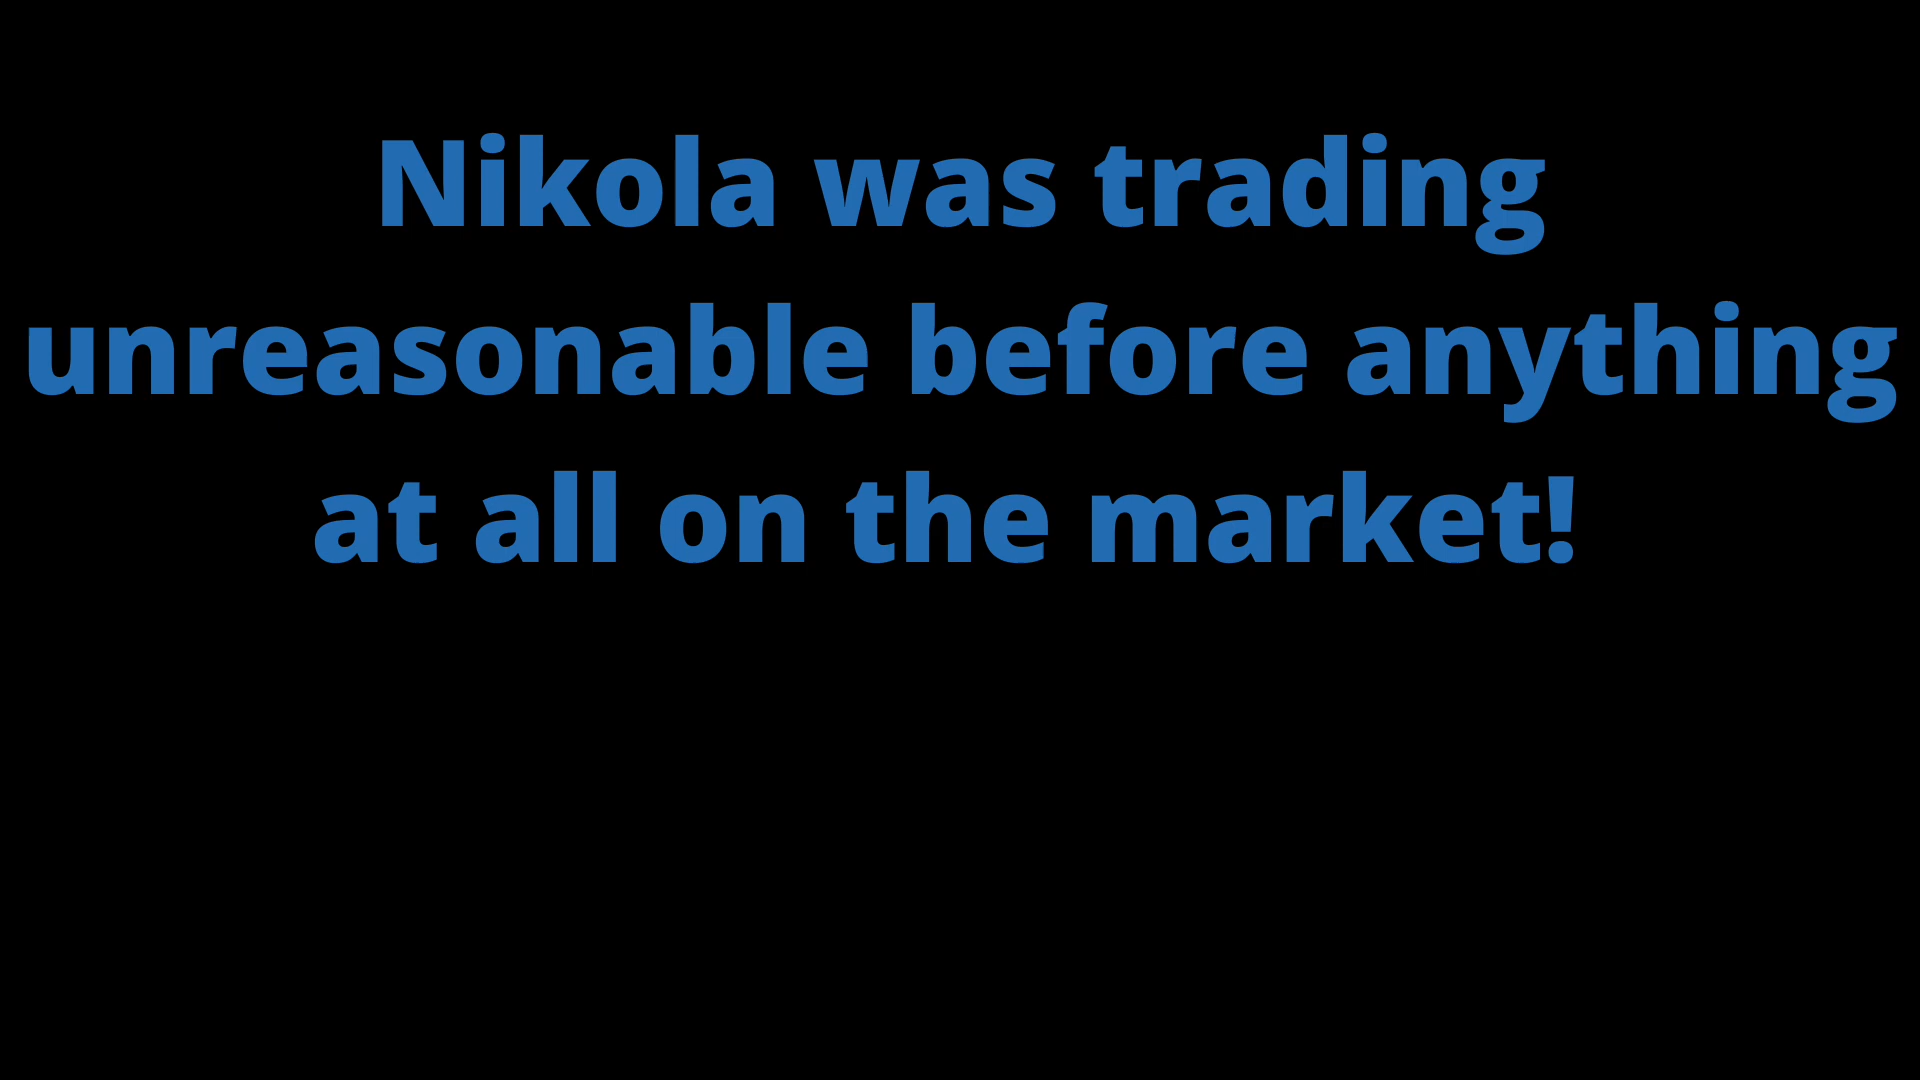 Nikola was trading
unreasonable before anything
at all on the market!